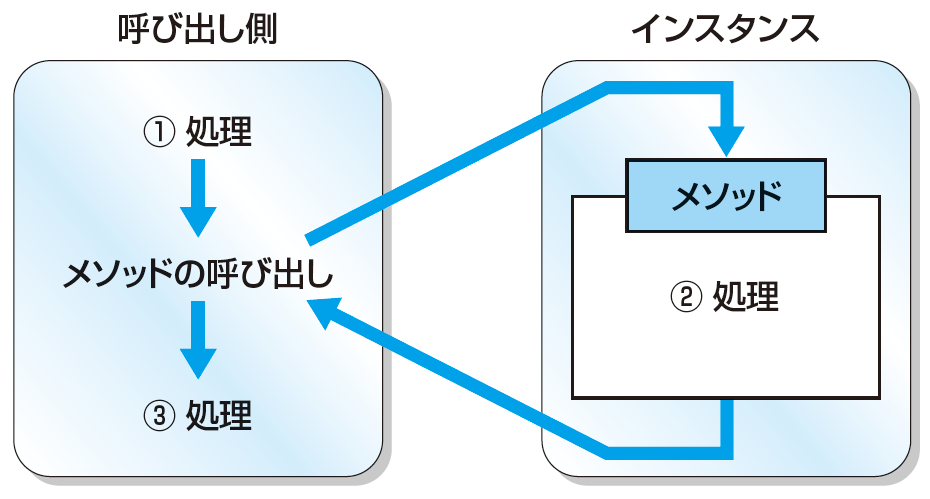 呼び出し側
① 処理
メソッドの呼び出し
③ 処理
インスタンス
メソッド
② 処理